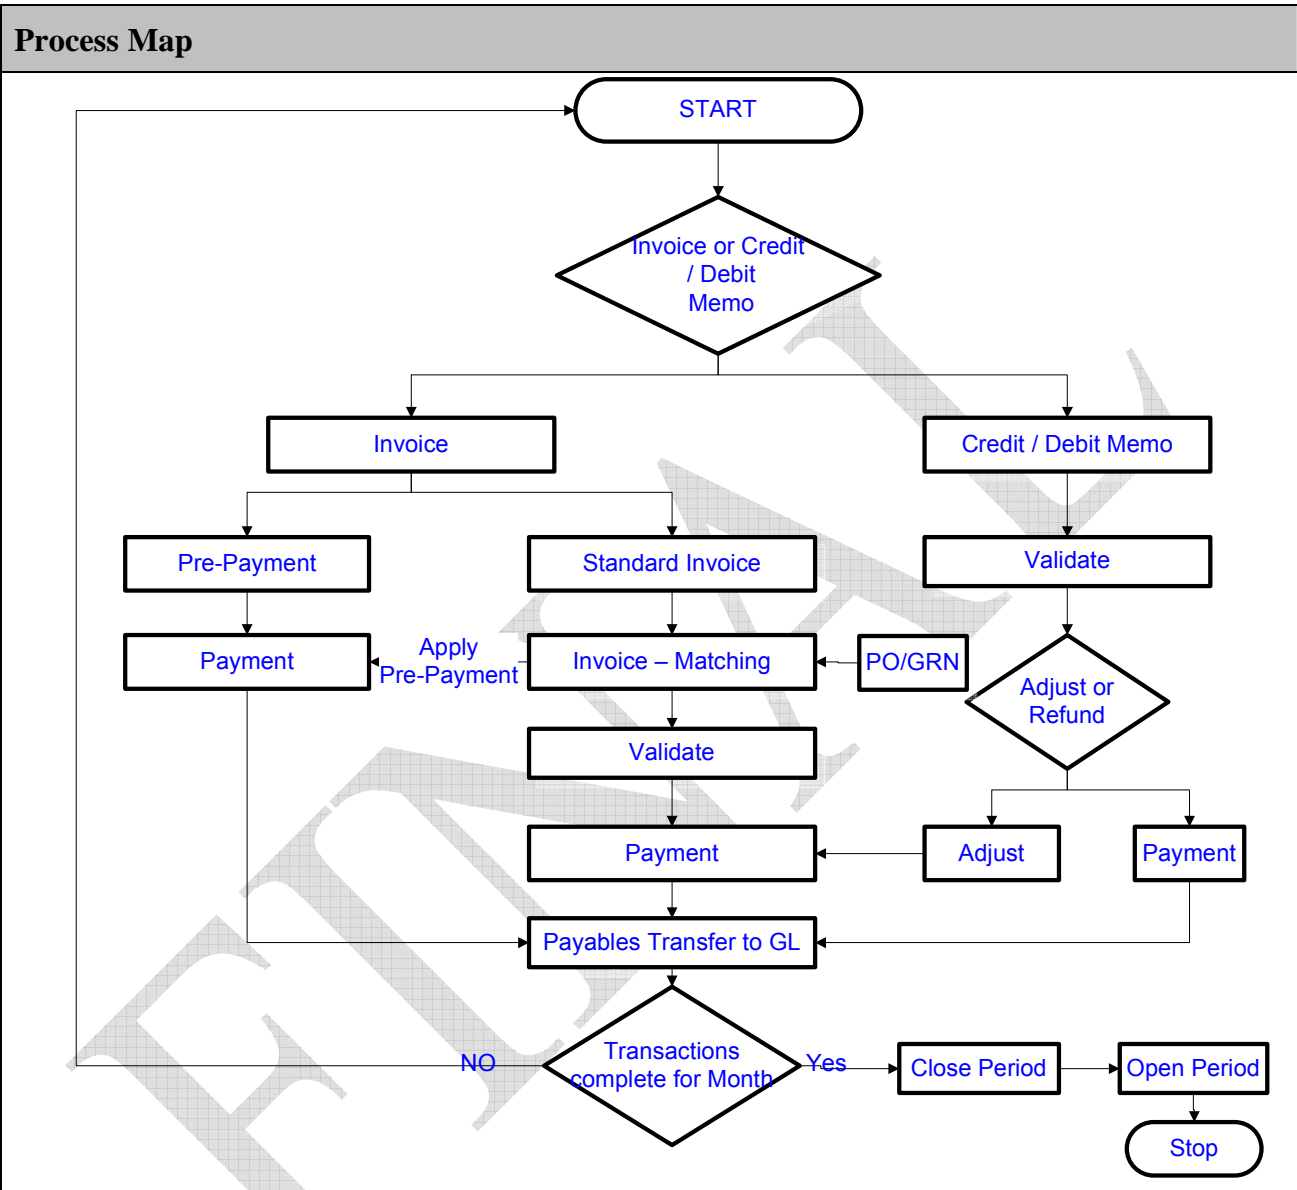 Process Map
START
Invoice or Credit
/ Debit
Memo
Invoice
Credit / Debit Memo
Pre-Payment
Standard Invoice
Validate
Payment
Apply
Pre-Payment
Invoice – Matching
PO/GRN
Adjust or
Refund
Validate
Payment
Adjust
Payment
Payables Transfer to GL
NO
Transactions
complete for Month
Yes
Close Period
Open Period
Stop
FINAL